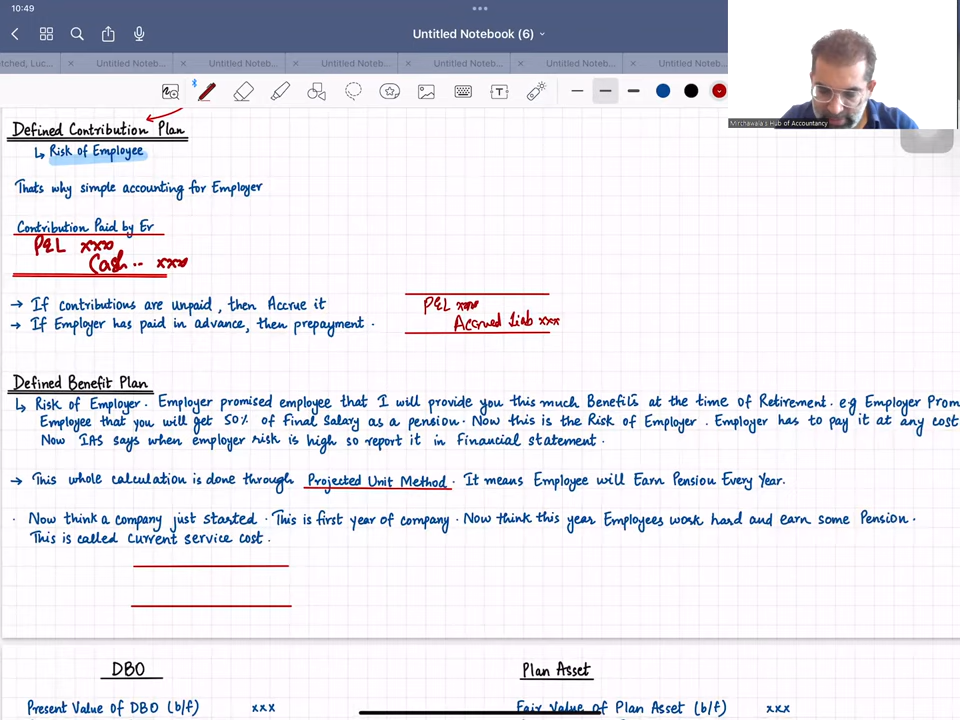 10:49
Untitled Notebook (6)
tched, Luc...
Untitled Noteb...
Untitled Noteb...
Untitled Noteb...
Untitled Noteb...
Untitled Noteb...
Untitled Noteb
Mirchawala's Hub of Accountancy
Defined Contribution Plan
Risk of Employee
Thats why simple accounting for Employer
Contribution Paid by Er
P&L xxx
Cash.. xxx
→ If contributions are unpaid, then Accrue it
→ If Employer has paid in advance, then prepayment.
P&L xxx
Accrued Liab xxx
Defined Benefit Plan
Risk of Employer. Employer promised employee that I will provide you this much Benefits at the time of Retirement. eg Employer Prom
Employee that you will get 50% of Final Salary as a pension. Now this is the Risk of Employer. Employer has to pay it at any cost
Now IAS says when employer risk is high so report it in Financial statement.
→ This whole calculation is done through Projected Unit Method. It means Employee will Earn Pension Every Year.
Now think a company just started. This is first year of company. Now think this year Employees work hard and earn some Pension.
This is called current service cost.
DBO
Plan Asset
Present Value of DBO (b/f) xxx
Fair Value of Plan Asset (b/f) xxx